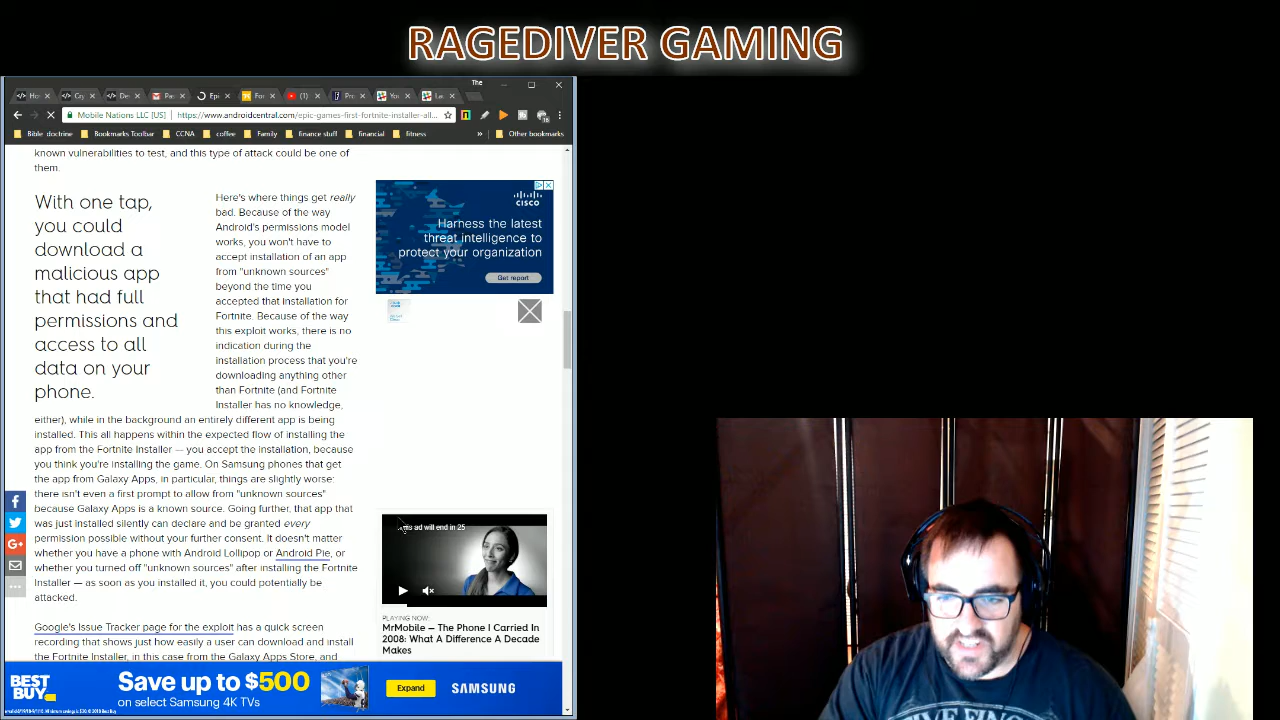 RAGEDIVER GAMING
The
Ho
Cry
De
Pa
Epi
For
(1)
Pro
You
Le
Mobile Nations LLC [US]
https://www.androidcentral.com/epic-games-first-fortnite-installer-all...
Bible doctrine
Bookmarks Toolbar
CCNA
coffee
Family
finance stuff
financial
fitness
»
Other bookmarks
known vulnerabilities to test, and this type of attack could be one of
them.
With one tap,
you could
download a
malicious app
that had full
permissions and
access to all
data on your
phone.
Here's where things get really
bad. Because of the way
Android's permissions model
works, you won't have to
accept installation of an app
from "unknown sources"
beyond the time you
accepted that installation for
Fortnite. Because of the way
this exploit works, there is no
indication during the
installation process that you're
downloading anything other
than Fortnite (and Fortnite
Installer has no knowledge,
either), while in the background an entirely different app is being
installed. This all happens within the expected flow of installing the
app from the Fortnite Installer — you accept the installation, because
you think you're installing the game. On Samsung phones that get
the app from Galaxy Apps, in particular, things are slightly worse:
there isn't even a first prompt to allow from "unknown sources"
because Galaxy Apps is a known source. Going further, that app that
was just installed silently can declare and be granted every
permission possible without your further consent. It doesn't matter
whether you have a phone with Android Lollipop or Android Pie, or
whether you turned off "unknown sources" after installing the Fortnite
Installer — as soon as you installed it, you could potentially be
attacked.
Google's Issue Tracker page for the exploit has a quick screen
recording that shows just how easily a user can download and install
the Fortnite Installer, in this case from the Galaxy Apps Store, and
CISCO
Harness the latest
threat intelligence to
protect your organization
Get report
ad will end in 25
PLAYING NOW:
MrMobile — The Phone I Carried In
2008: What A Difference A Decade
Makes
BEST
BUY
Save up to $500
on select Samsung 4K TVs
Expand
SAMSUNG